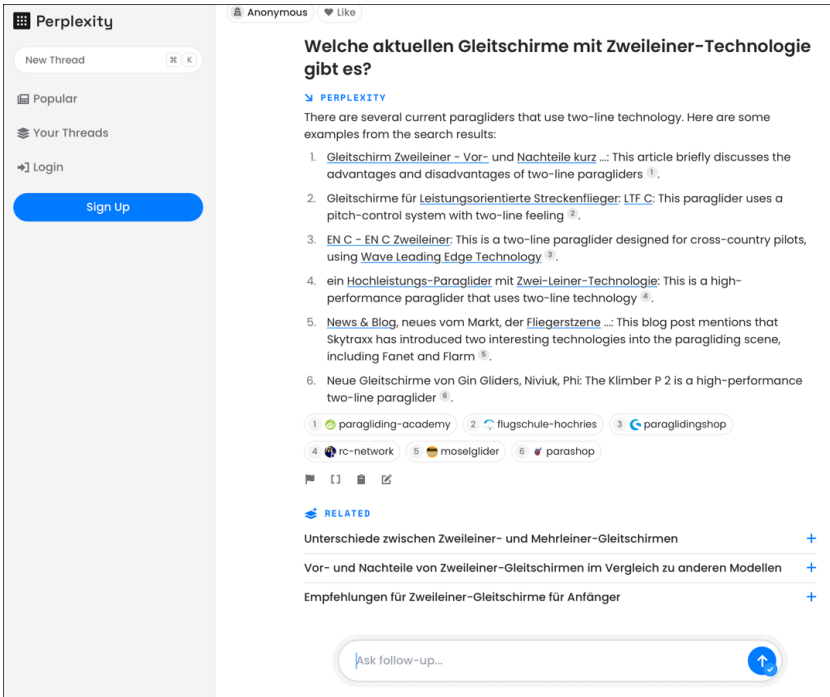 Perplexity
New Thread
⌘ K
Popular
Your Threads
Login
Sign Up
Anonymous
Like
Welche aktuellen Gleitschirme mit Zweileiner-Technologie
gibt es?
PERPLEXITY
There are several current paragliders that use two-line technology. Here are some
examples from the search results:
1. Gleitschirm Zweileiner - Vor- und Nachteile kurz ...: This article briefly discusses the
advantages and disadvantages of two-line paragliders 1.
2. Gleitschirme für Leistungsorientierte Streckenflieger: LTF C: This paraglider uses a
pitch-control system with two-line feeling 2.
3. EN C - EN C Zweileiner: This is a two-line paraglider designed for cross-country pilots,
using Wave Leading Edge Technology 3.
4. ein Hochleistungs-Paraglider mit Zwei-Leiner-Technologie: This is a high-
performance paraglider that uses two-line technology 4.
5. News & Blog, neues vom Markt, der Fliegerstzene ...: This blog post mentions that
Skytraxx has introduced two interesting technologies into the paragliding scene,
including Fanet and Flarm 5.
6. Neue Gleitschirme von Gin Gliders, Niviuk, Phi: The Klimber P 2 is a high-performance
two-line paraglider 6.
1 paragliding-academy 2 flugschule-hochries 3 paraglidingshop
4 rc-network 5 moselglider 6 parashop
RELATED
Unterschiede zwischen Zweileiner- und Mehrleiner-Gleitschirmen
Vor- und Nachteile von Zweileiner-Gleitschirmen im Vergleich zu anderen Modellen
Empfehlungen für Zweileiner-Gleitschirme für Anfänger
Ask follow-up...